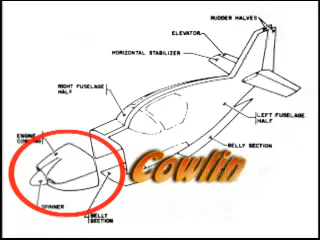 RUDDER HALVES
ELEVATOR
HORIZONTAL STABILIZER
RIGHT FUSELAGE
HALF
LEFT FUSELAGE
HALF
ENGINE
COWLING
BELLY SECTION
Cowlin
SPINNER
BELLY
SECTION